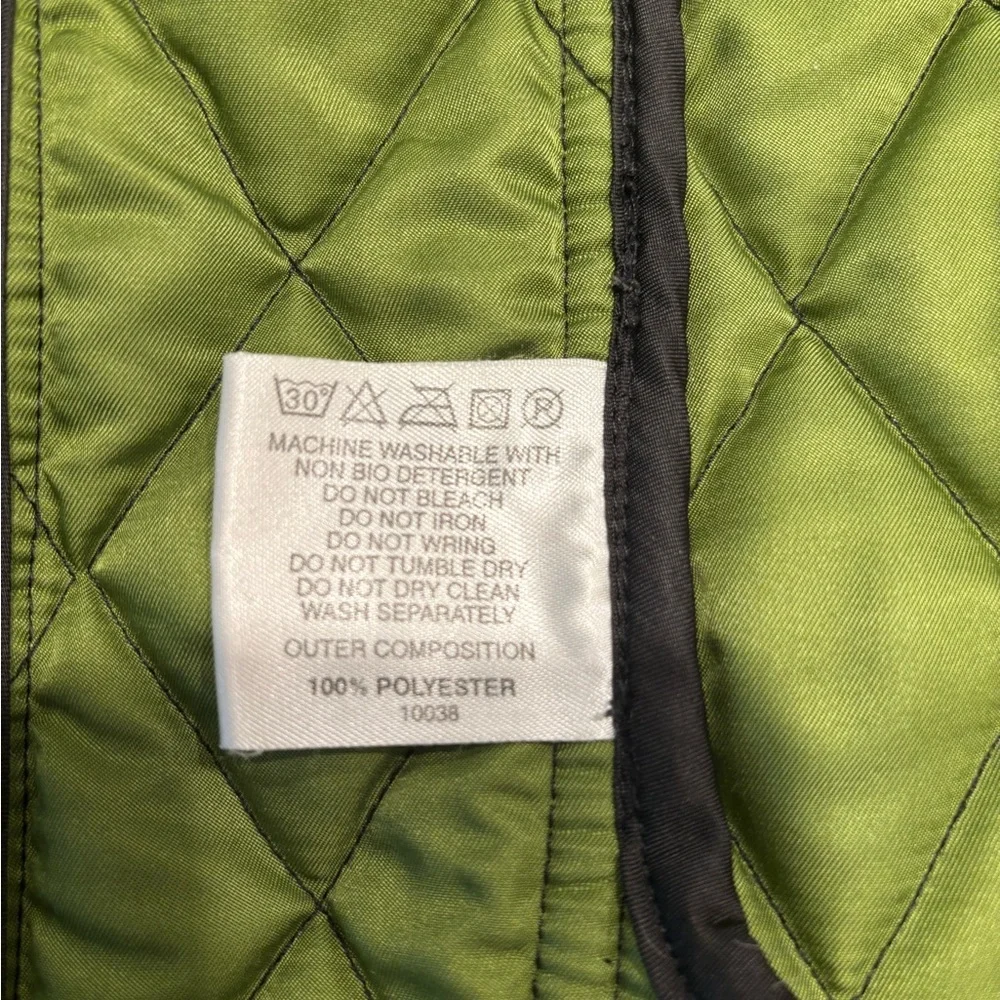 30°
MACHINE WASHABLE WITH
NON BIO DETERGENT
DO NOT BLEACH
DO NOT IRON
DO NOT WRING
DO NOT TUMBLE DRY
DO NOT DRY CLEAN
WASH SEPARATELY
OUTER COMPOSITION
100% POLYESTER
10038